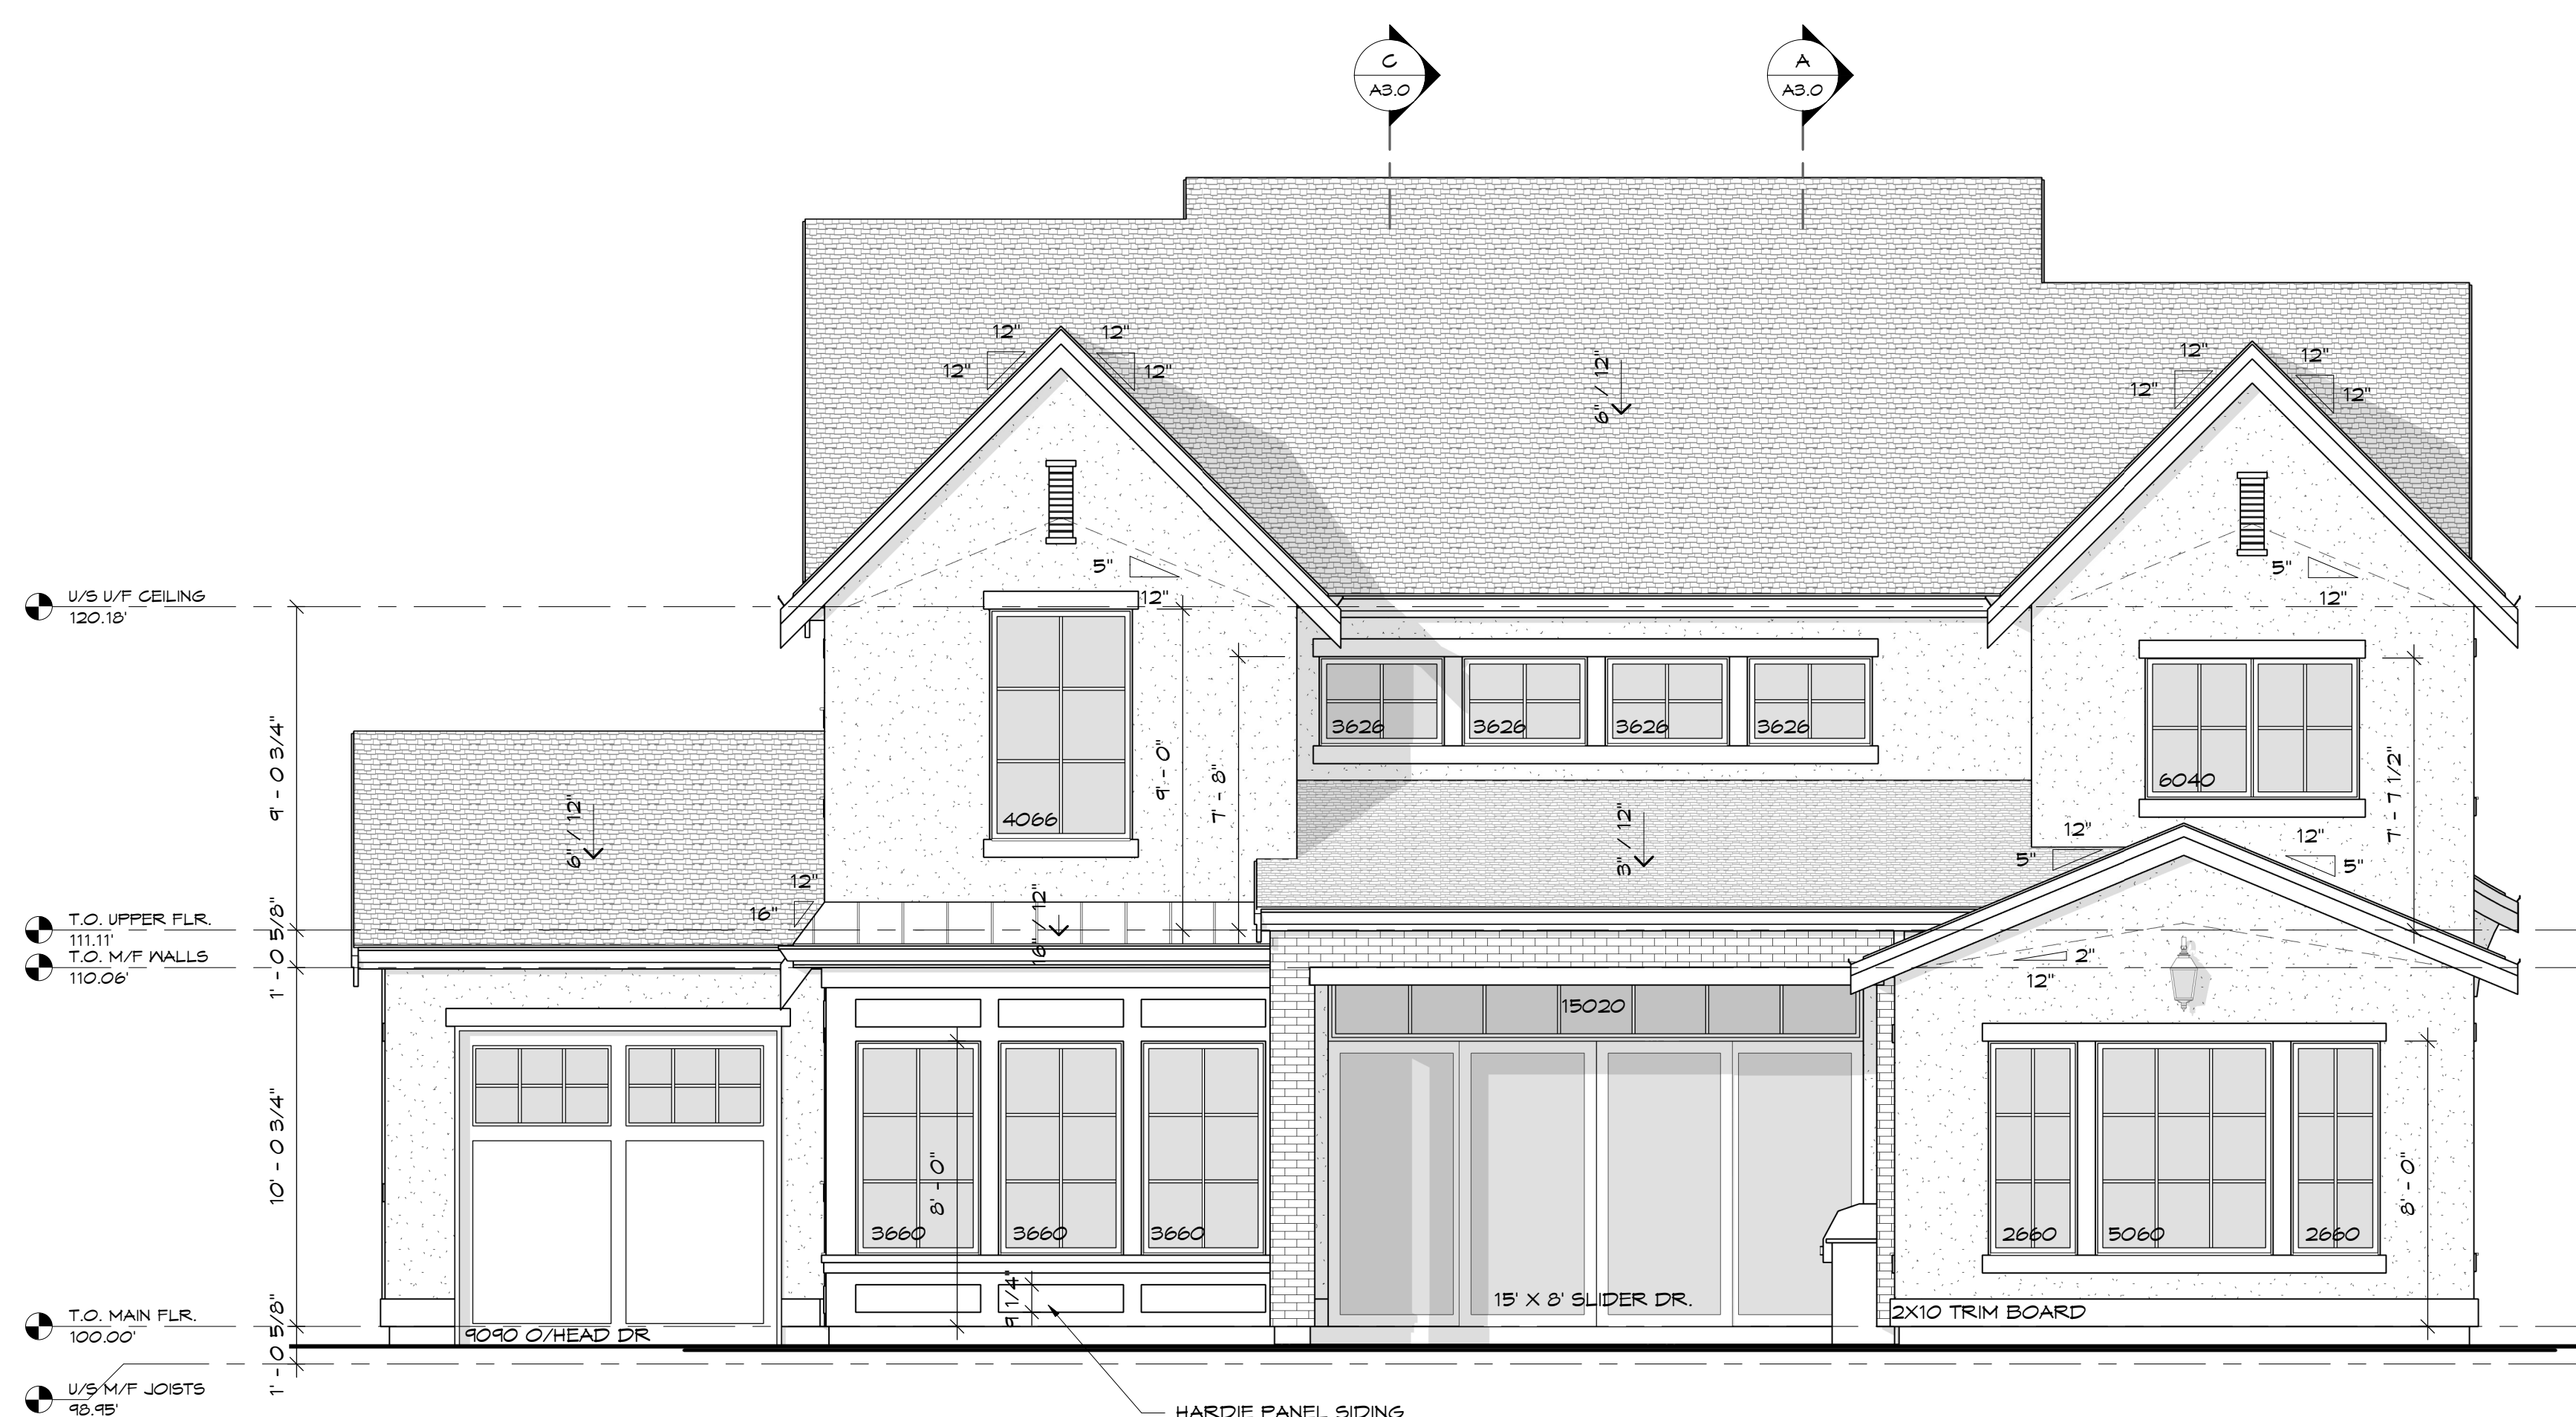 C
A3.0
A
A3.0
12"
12"
12"
12"
12"
12"
12"
12"
6" / 12"
5"
12"
5"
12"
U/S U/F CEILING
120.18'
9' - 0 3/4"
3626
3626
3626
3626
6040
4066
9' - 0"
7' - 8"
7' - 7 1/2"
6" / 12"
3" / 12"
12"
5"
12"
5"
12"
16"
16" / 12"
T.O. UPPER FLR.
111.11'
T.O. M/F WALLS
110.06'
1' - 0 5/8"
2"
12"
15020
10' - 0 3/4"
8' - 0"
8' - 0"
3660
3660
3660
2660
5060
2660
9 1/4"
15' X 8' SLIDER DR.
2X10 TRIM BOARD
T.O. MAIN FLR.
100.00'
9090 O/HEAD DR
1' - 0 5/8"
U/S M/F JOISTS
98.95'
HARDIE PANEL SIDING